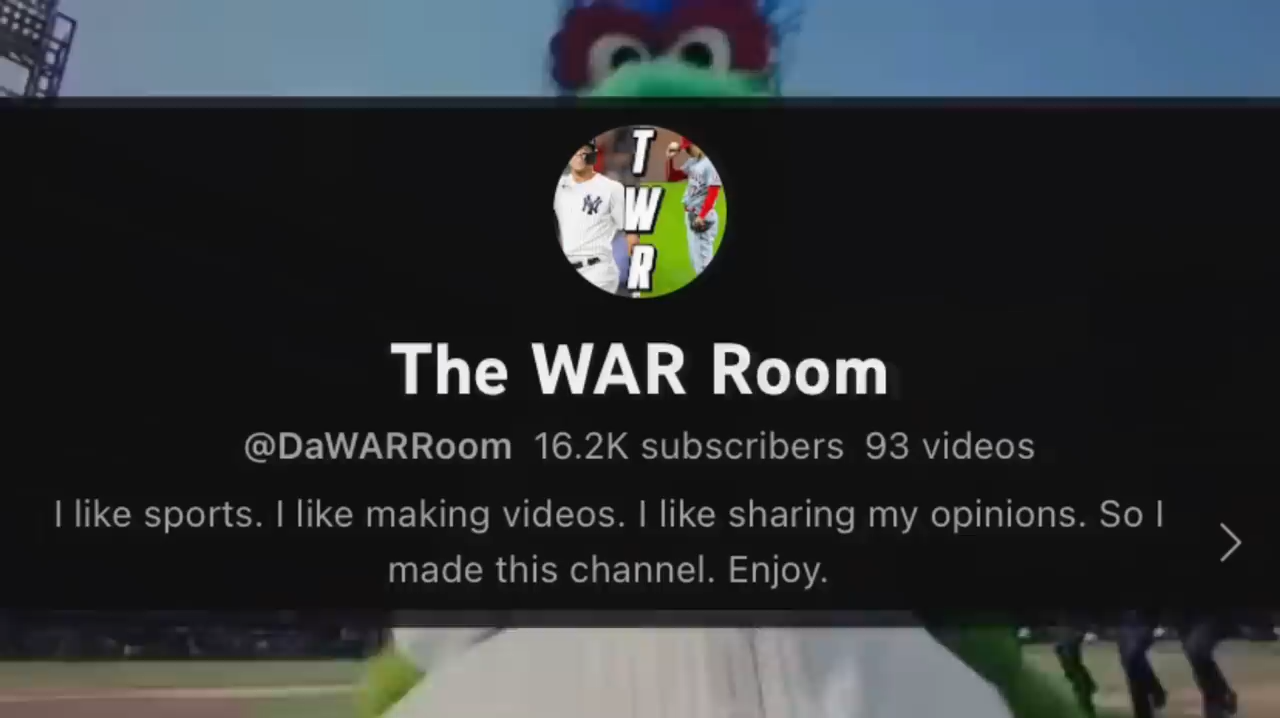 T
W
R
NY
The WAR Room
@DaWARRoom 16.2K subscribers 93 videos
I like sports. I like making videos. I like sharing my opinions. So I
made this channel. Enjoy.